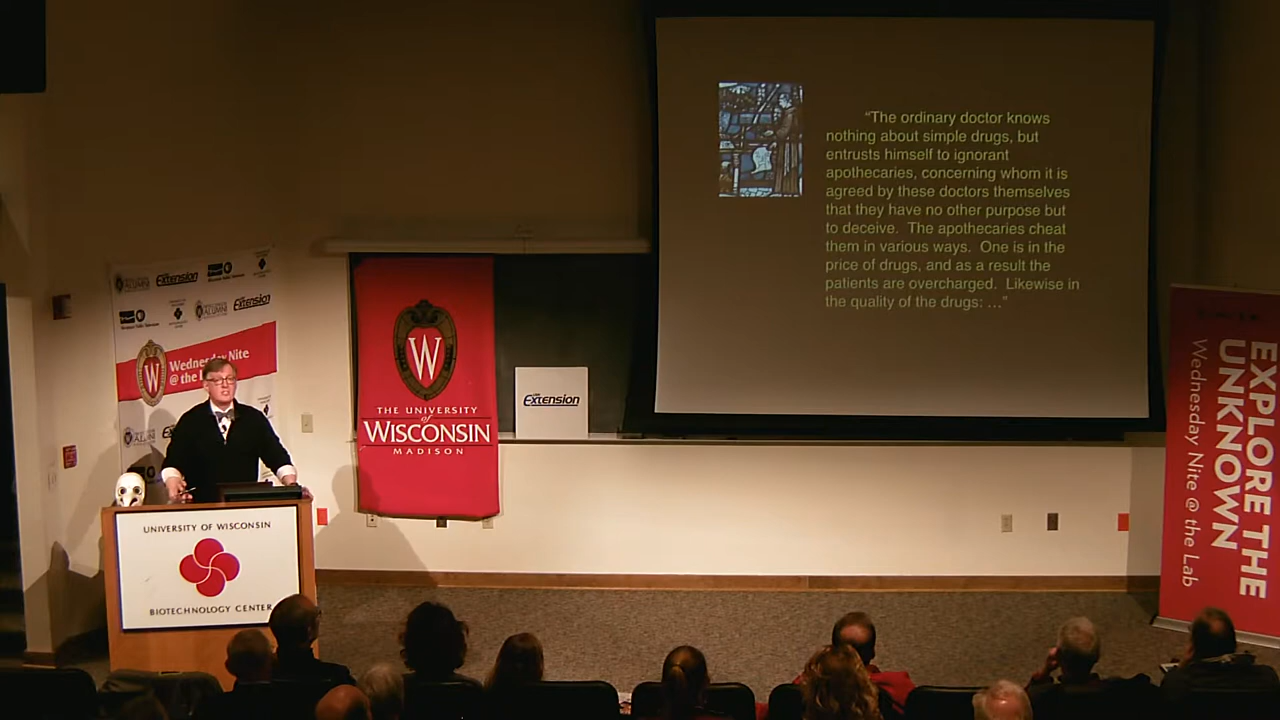 “The ordinary doctor knows
nothing about simple drugs, but
entrusts himself to ignorant
apothecaries, concerning whom it is
agreed by these doctors themselves
that they have no other purpose but
to deceive.  The apothecaries cheat
them in various ways.  One is in the
price of drugs, and as a result the
patients are overcharged.  Likewise in
the quality of the drugs: …”
ALUMNI
Extension
PBS
ALUMNI
Extension
PBS
W
Wednesday Nite
@ the L
W
THE UNIVERSITY
of
WISCONSIN
MADISON
Extension
UNIVERSITY OF WISCONSIN
BIOTECHNOLOGY CENTER
EXPLORE THE
UNKNOWN
Wednesday Nite @ the Lab